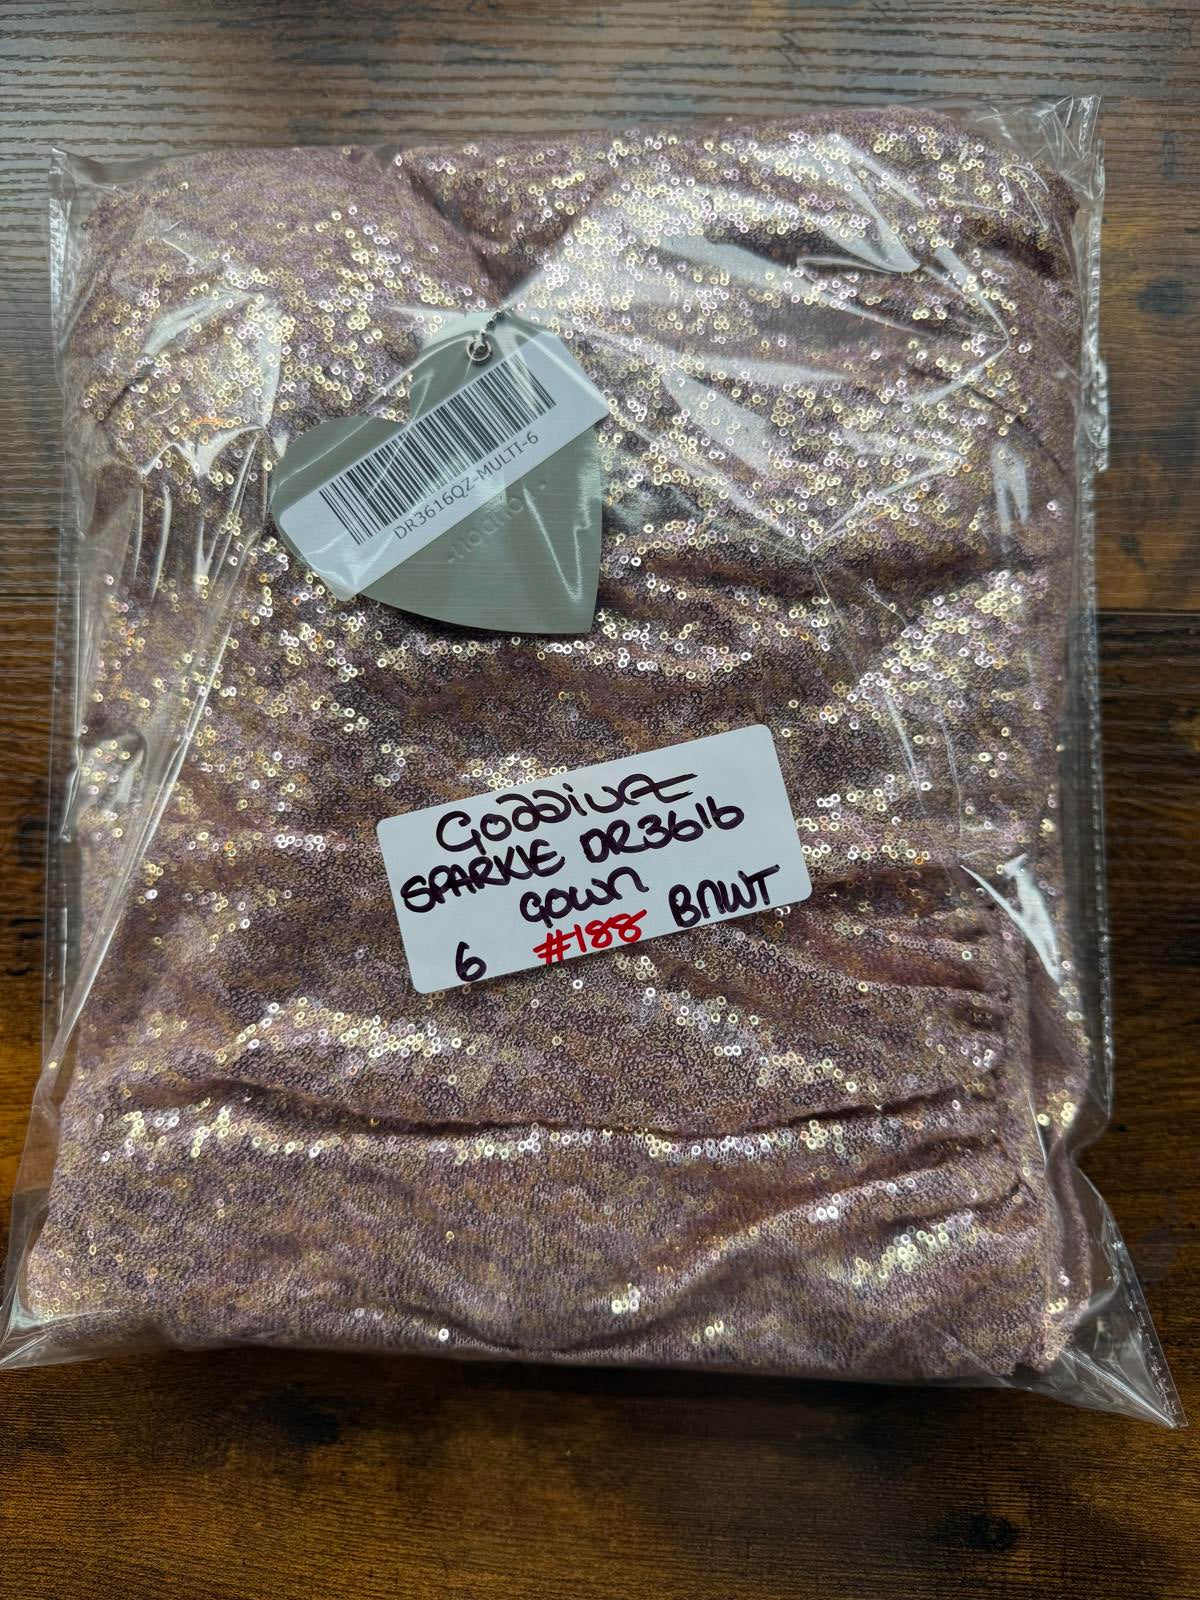 DR3616QZ-MULTI-6
Goddiva
SPARKLE DR3616
Gown
6 #188 BNWT